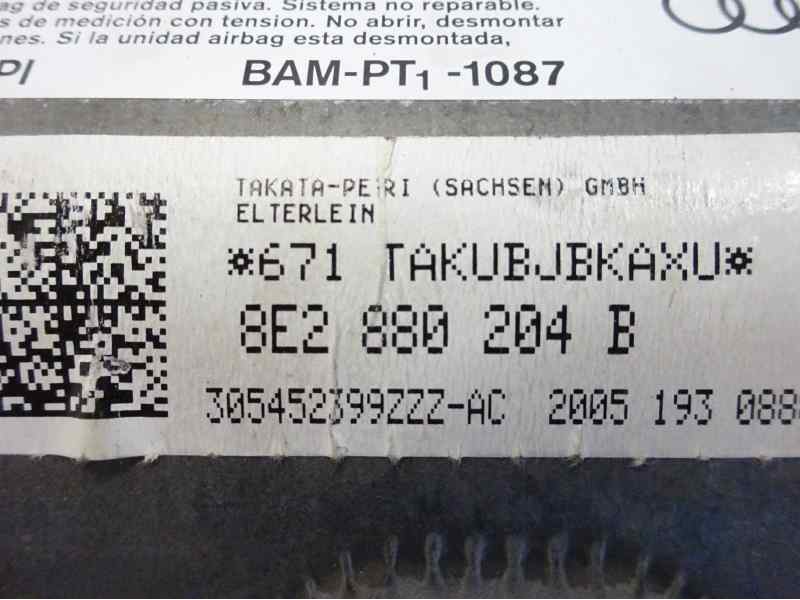 ag de seguridad pasiva. Sistema no reparable.
s de medición con tension. No abrir, desmontar
nes. Si la unidad airbag esta desmontada,
BAM-PT1 -1087
TAKATA-PETRI (SACHSEN) GMBH
ELTERLEIN
*671 TAKUBJBKAXU*
8E2 880 204 B
305452399ZZZ-AC 2005 193 088